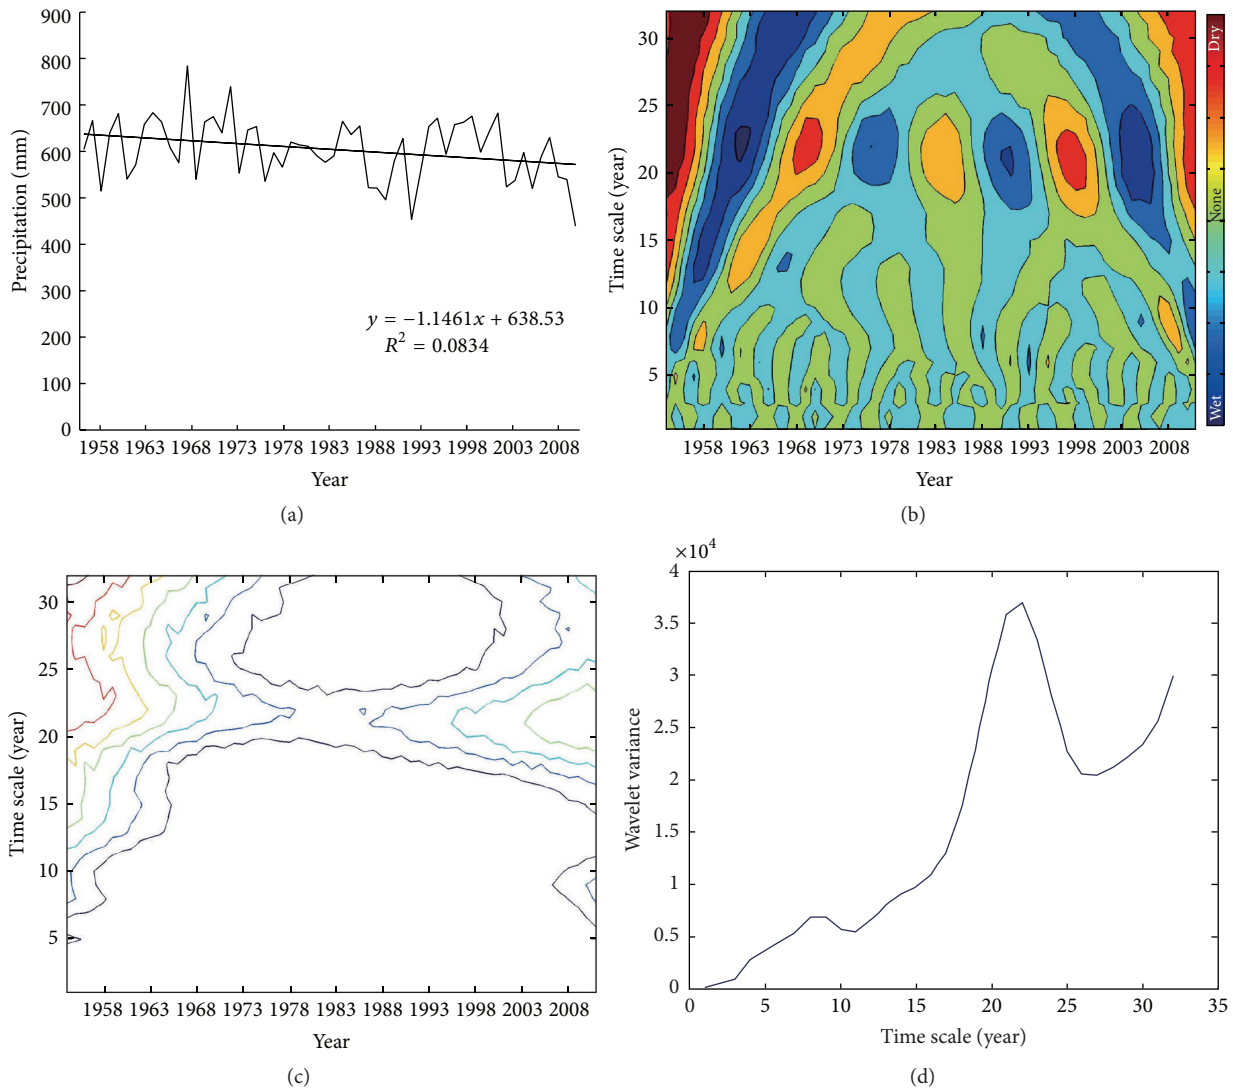 900
800
700
600
500
400
300
200
100
0
Precipitation (mm)
y = −1.1461x + 638.53
R² = 0.0834
1958 1963 1968 1973 1978 1983 1988 1993 1998 2003 2008
Year
(a)
30
25
20
15
10
5
Time scale (year)
1958 1963 1968 1973 1978 1983 1988 1993 1998 2003 2008
Year
Dry
None
Wet
(b)
30
25
20
15
10
5
Time scale (year)
1958 1963 1968 1973 1978 1983 1988 1993 1998 2003 2008
Year
(c)
×10⁴
4
3.5
3
2.5
2
1.5
1
0.5
0
Wavelet variance
0 5 10 15 20 25 30 35
Time scale (year)
(d)